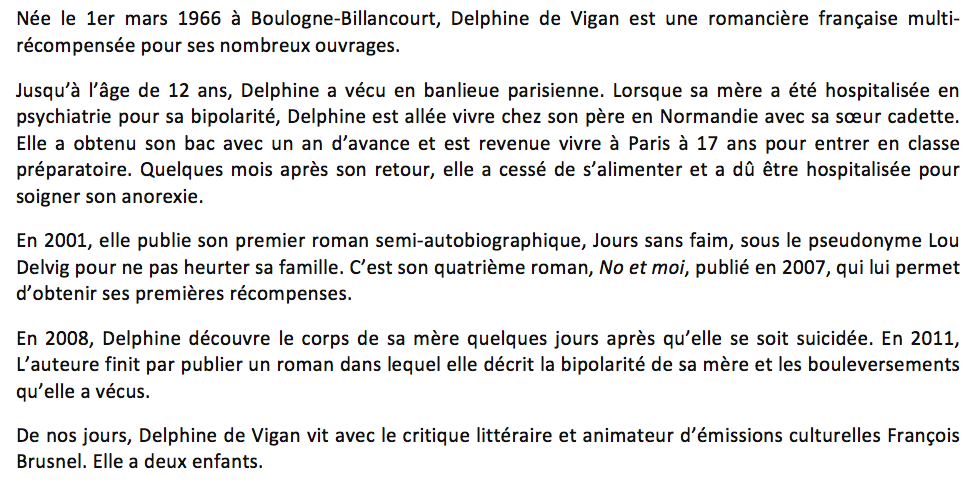 Née le 1er mars 1966 à Boulogne-Billancourt, Delphine de Vigan est une romancière française multi-
récompensée pour ses nombreux ouvrages.
Jusqu’à l’âge de 12 ans, Delphine a vécu en banlieue parisienne. Lorsque sa mère a été hospitalisée en
psychiatrie pour sa bipolarité, Delphine est allée vivre chez son père en Normandie avec sa sœur cadette.
Elle a obtenu son bac avec un an d’avance et est revenue vivre à Paris à 17 ans pour entrer en classe
préparatoire. Quelques mois après son retour, elle a cessé de s’alimenter et a dû être hospitalisée pour
soigner son anorexie.
En 2001, elle publie son premier roman semi-autobiographique, Jours sans faim, sous le pseudonyme Lou
Delvig pour ne pas heurter sa famille. C’est son quatrième roman, No et moi, publié en 2007, qui lui permet
d’obtenir ses premières récompenses.
En 2008, Delphine découvre le corps de sa mère quelques jours après qu’elle se soit suicidée. En 2011,
L’auteure finit par publier un roman dans lequel elle décrit la bipolarité de sa mère et les bouleversements
qu’elle a vécus.
De nos jours, Delphine de Vigan vit avec le critique littéraire et animateur d’émissions culturelles François
Brusnel. Elle a deux enfants.